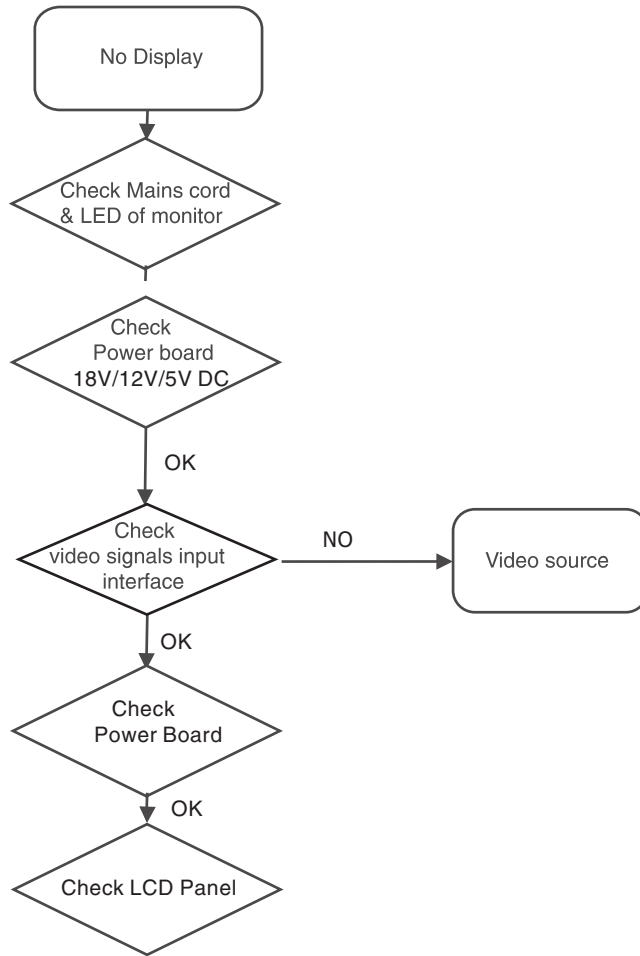 No Display
Check Mains cord
& LED of monitor
Check
Power board
18V/12V/5V DC
OK
Check
video signals input
interface
NO
Video source
OK
Check
Power Board
OK
Check LCD Panel